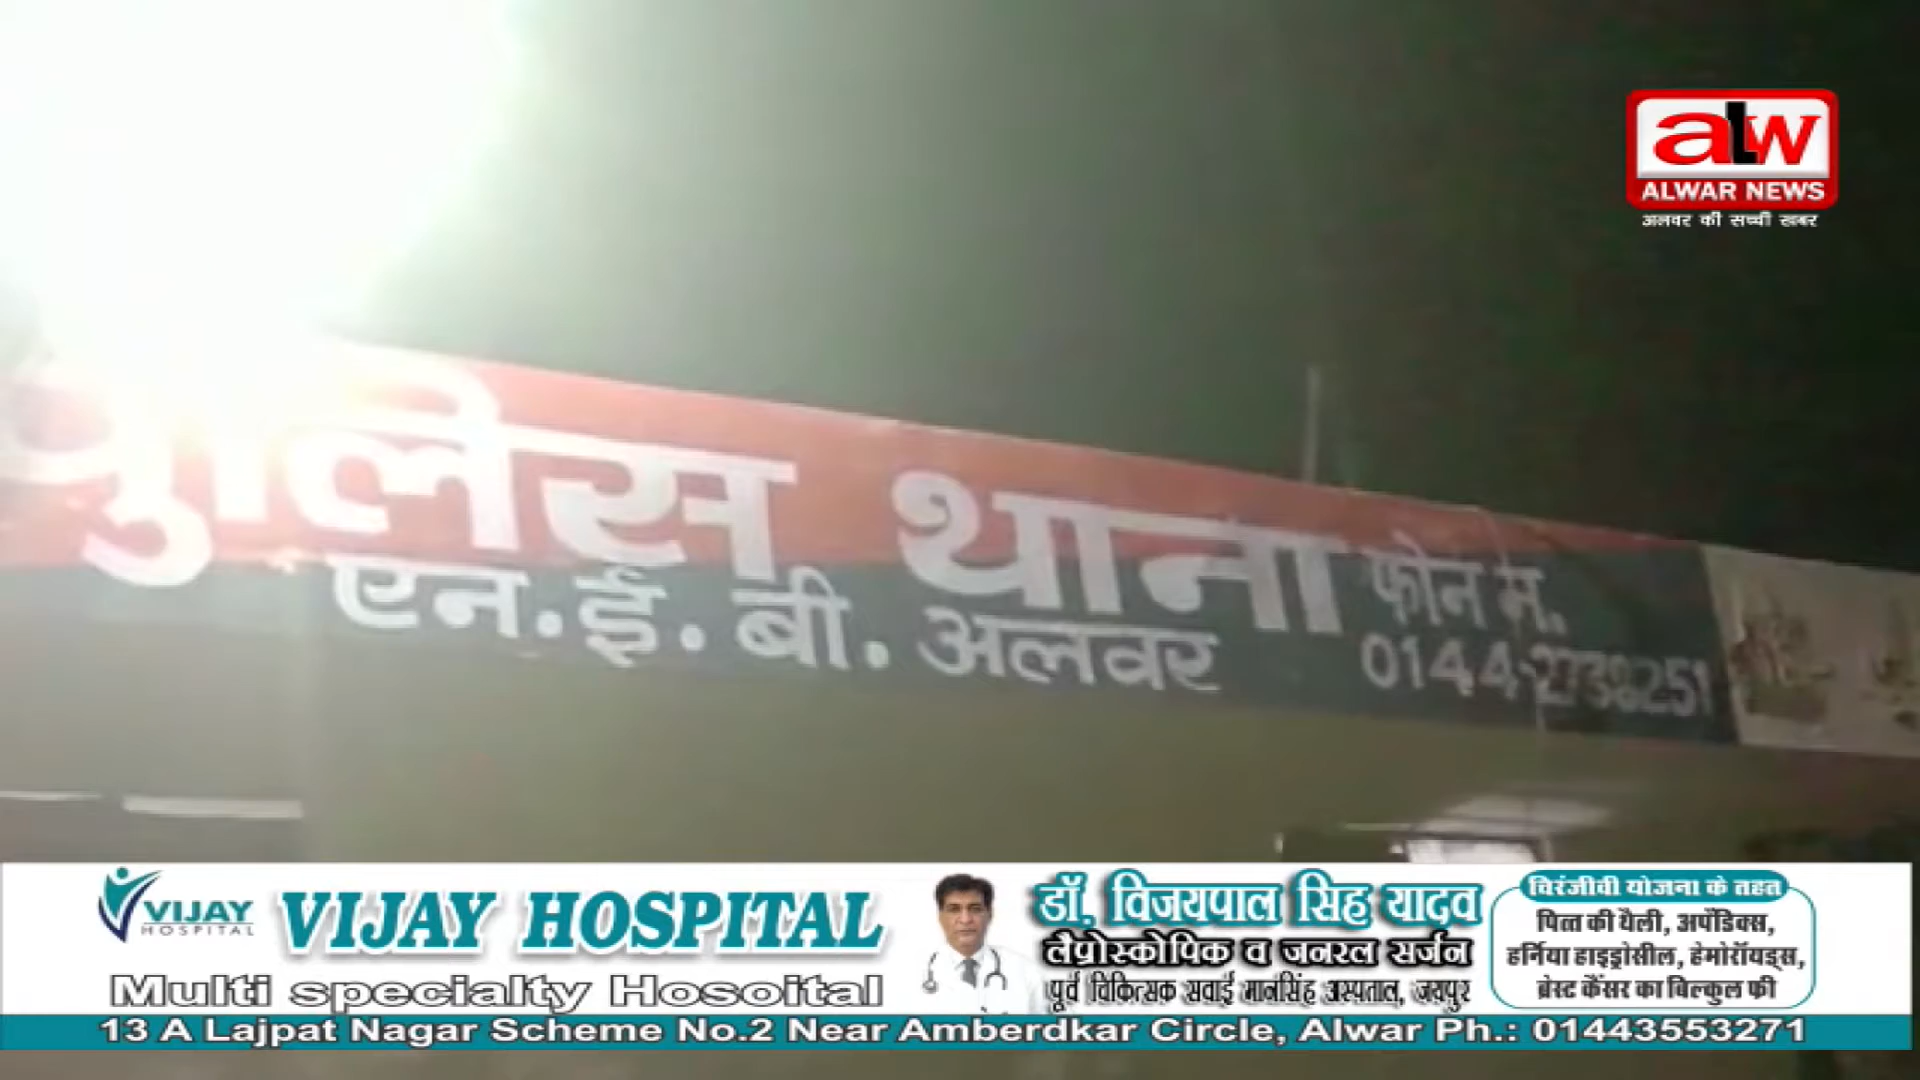 aLw
ALWAR NEWS
अलवर की सच्ची खबर
पुलिस थाना
एन.ई.बी. अलवर
फोन न.
0144-2738251
VIJAY
HOSPITAL
VIJAY HOSPITAL
Multi specialty Hosoital
डॉ. विजयपाल सिंह यादव
लैप्रोस्कोपिक व जनरल सर्जन
पूर्व चिकित्सक सवाई मानसिंह अस्पताल, जयपुर
चिरंजीवी योजना के तहत
पित्त की थैली, अपेंडिक्स,
हर्निया हाइड्रोसील, हेमोरॉयड्स,
ब्रेस्ट कैंसर का बिल्कुल फ्री
13 A Lajpat Nagar Scheme No.2 Near Amberdkar Circle, Alwar Ph.: 01443553271